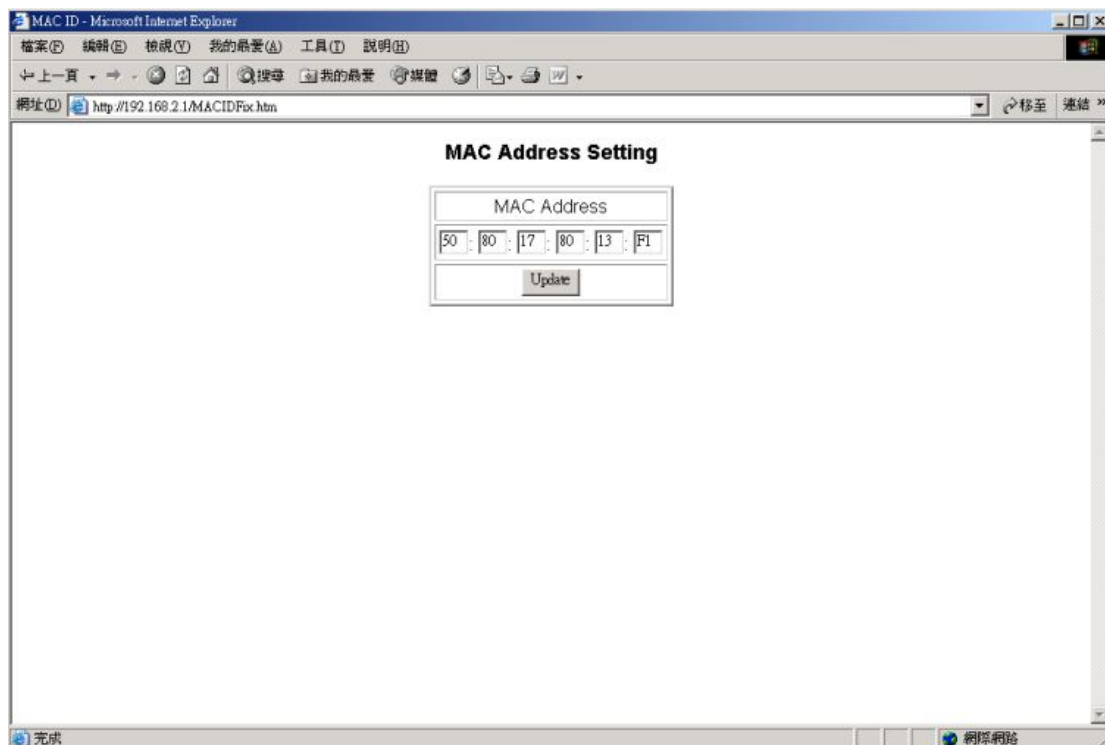 MAC ID - Microsoft Internet Explorer
檔案(F) 編輯(E) 檢視(V) 我的最愛(A) 工具(T) 說明(H)
上一頁 搜尋 我的最愛 媒體
網址(D) http://192.168.2.1/MACIDFix.htm 移至 連結 »
MAC Address Setting
MAC Address
50 : 80 : 17 : 80 : 13 : F1
Update
完成 網際網路